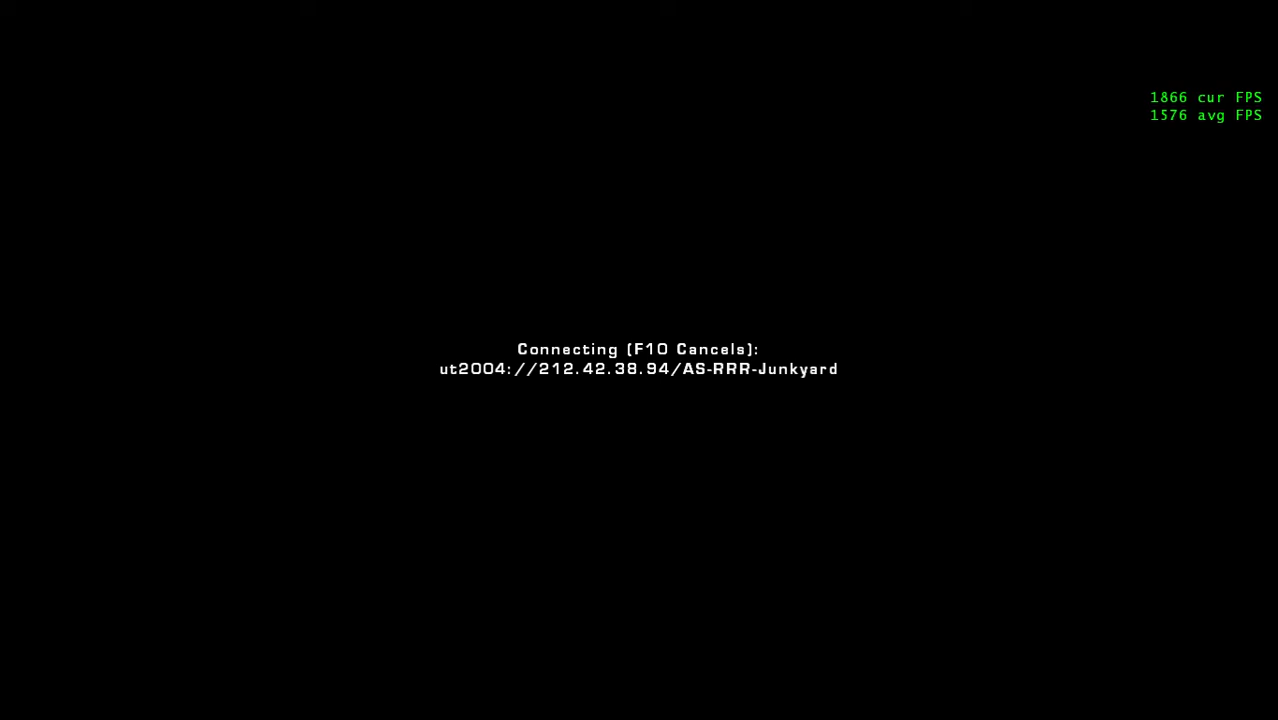 1866 cur FPS
1576 avg FPS
Connecting (F10 Cancels):
ut2004://212.42.38.94/AS-RRR-Junkyard